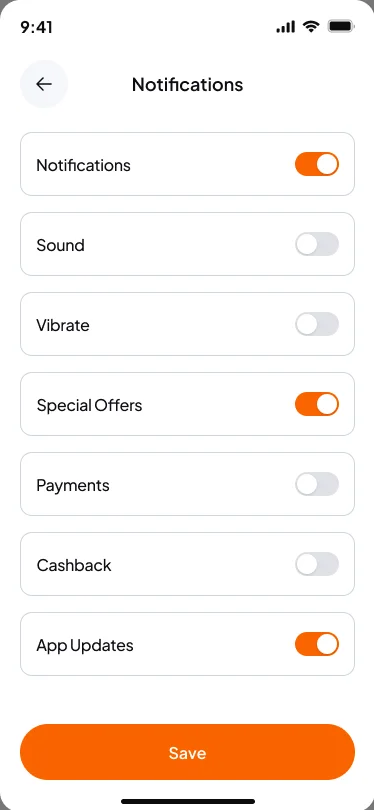 9:41
Notifications
Notifications
Sound
Vibrate
Special Offers
Payments
Cashback
App Updates
Save